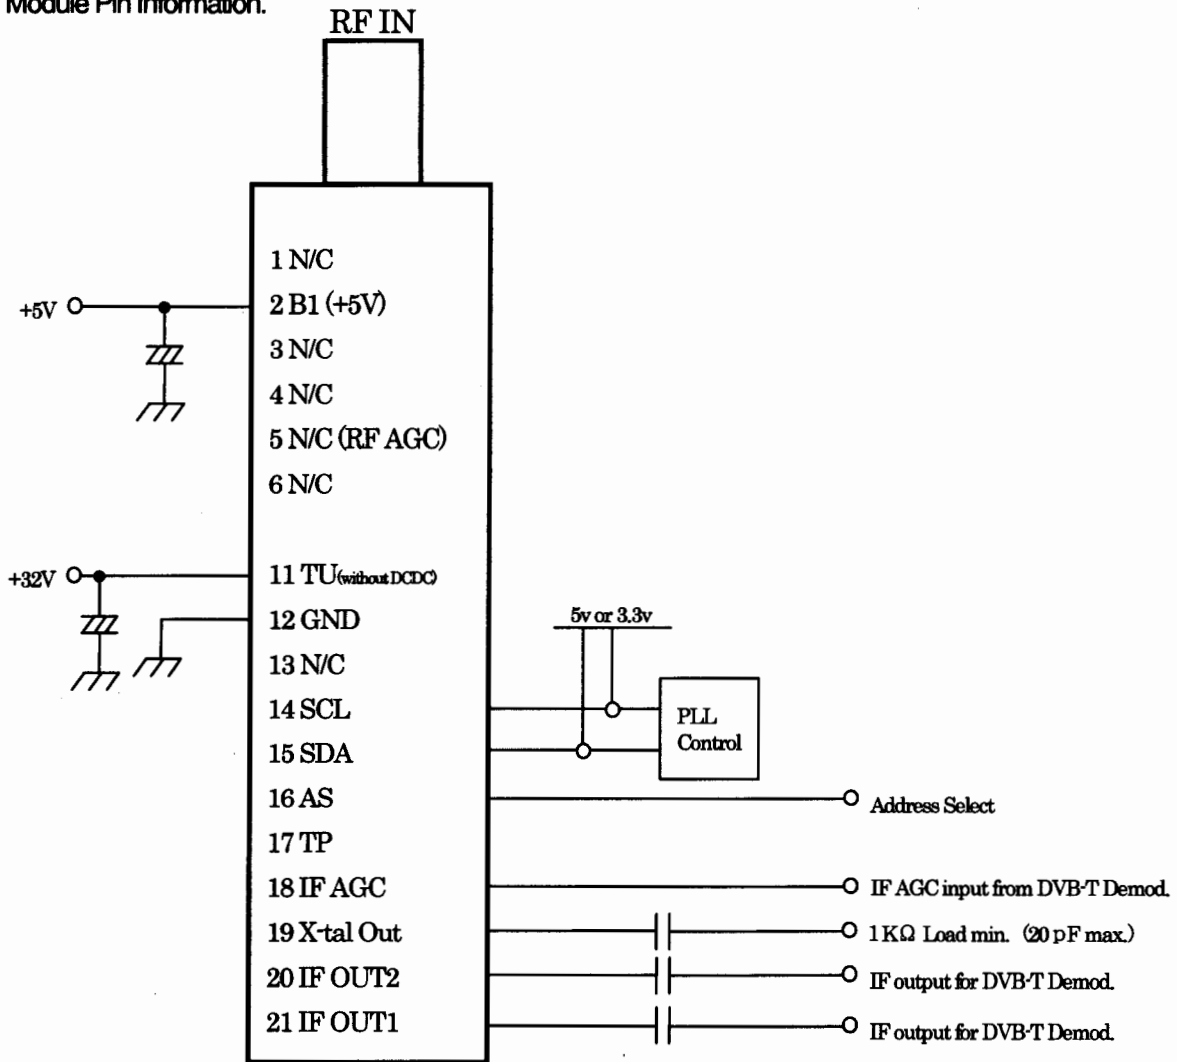 Module Pin Information.
RF IN
1 N/C
+5V
2 B1 (+5V)
3 N/C
4 N/C
5 N/C (RF AGC)
6 N/C
+32V
11 TU(without DCDC)
12 GND
5v or 3.3v
13 N/C
14 SCL
PLL
Control
15 SDA
16 AS
Address Select
17 TP
18 IF AGC
IF AGC input from DVB-T Demod.
19 X-tal Out
1 KΩ Load min. (20 pF max.)
20 IF OUT2
IF output for DVB-T Demod.
21 IF OUT1
IF output for DVB-T Demod.